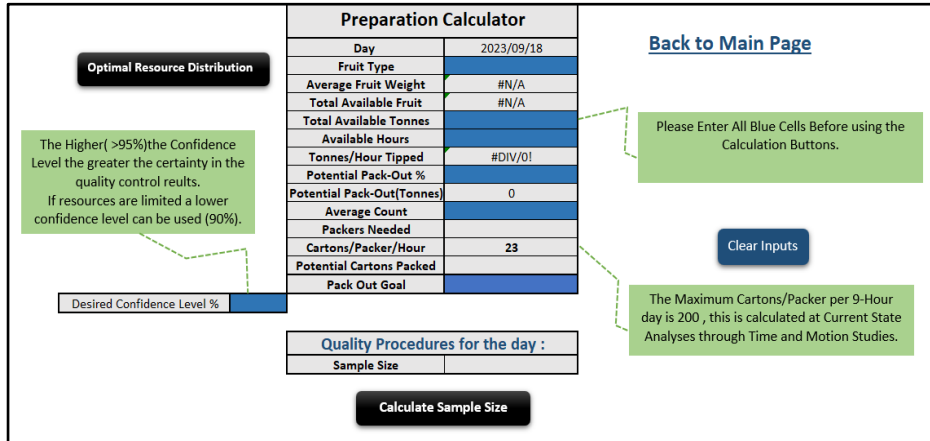 Preparation Calculator
Day 2023/09/18
Fruit Type
Average Fruit Weight #N/A
Total Available Fruit #N/A
Total Available Tonnes
Available Hours
Tonnes/Hour Tipped #DIV/0!
Potential Pack-Out %
Potential Pack-Out(Tonnes) 0
Average Count
Packers Needed
Cartons/Packer/Hour 23
Potential Cartons Packed
Pack Out Goal
Optimal Resource Distribution
The Higher( >95%)the Confidence
Level the greater the certainty in the
quality control reults.
If resources are limited a lower
confidence level can be used (90%).
Desired Confidence Level %
Back to Main Page
Please Enter All Blue Cells Before using the
Calculation Buttons.
Clear Inputs
The Maximum Cartons/Packer per 9-Hour
day is 200 , this is calculated at Current State
Analyses through Time and Motion Studies.
Quality Procedures for the day :
Sample Size
Calculate Sample Size